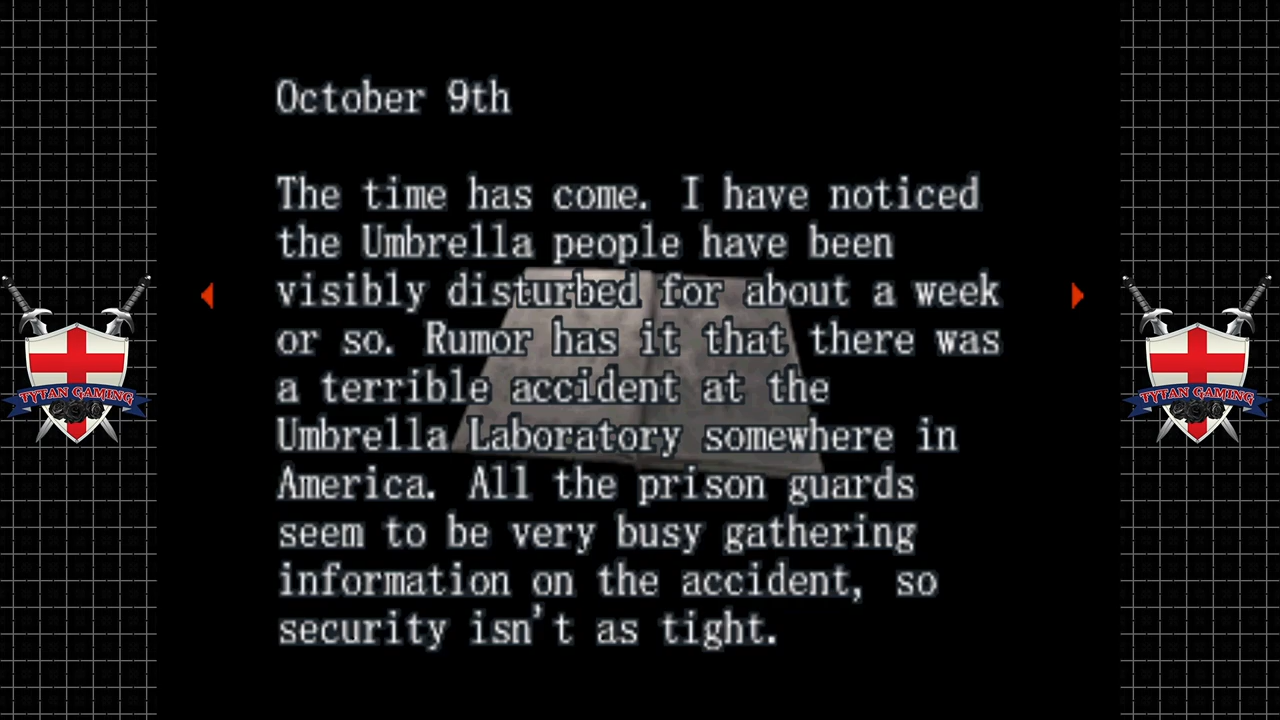 October 9th
The time has come. I have noticed
the Umbrella people have been
visibly disturbed for about a week
or so. Rumor has it that there was
a terrible accident at the
Umbrella Laboratory somewhere in
America. All the prison guards
seem to be very busy gathering
information on the accident, so
security isn't as tight.
TYTAN GAMING
TYTAN GAMING